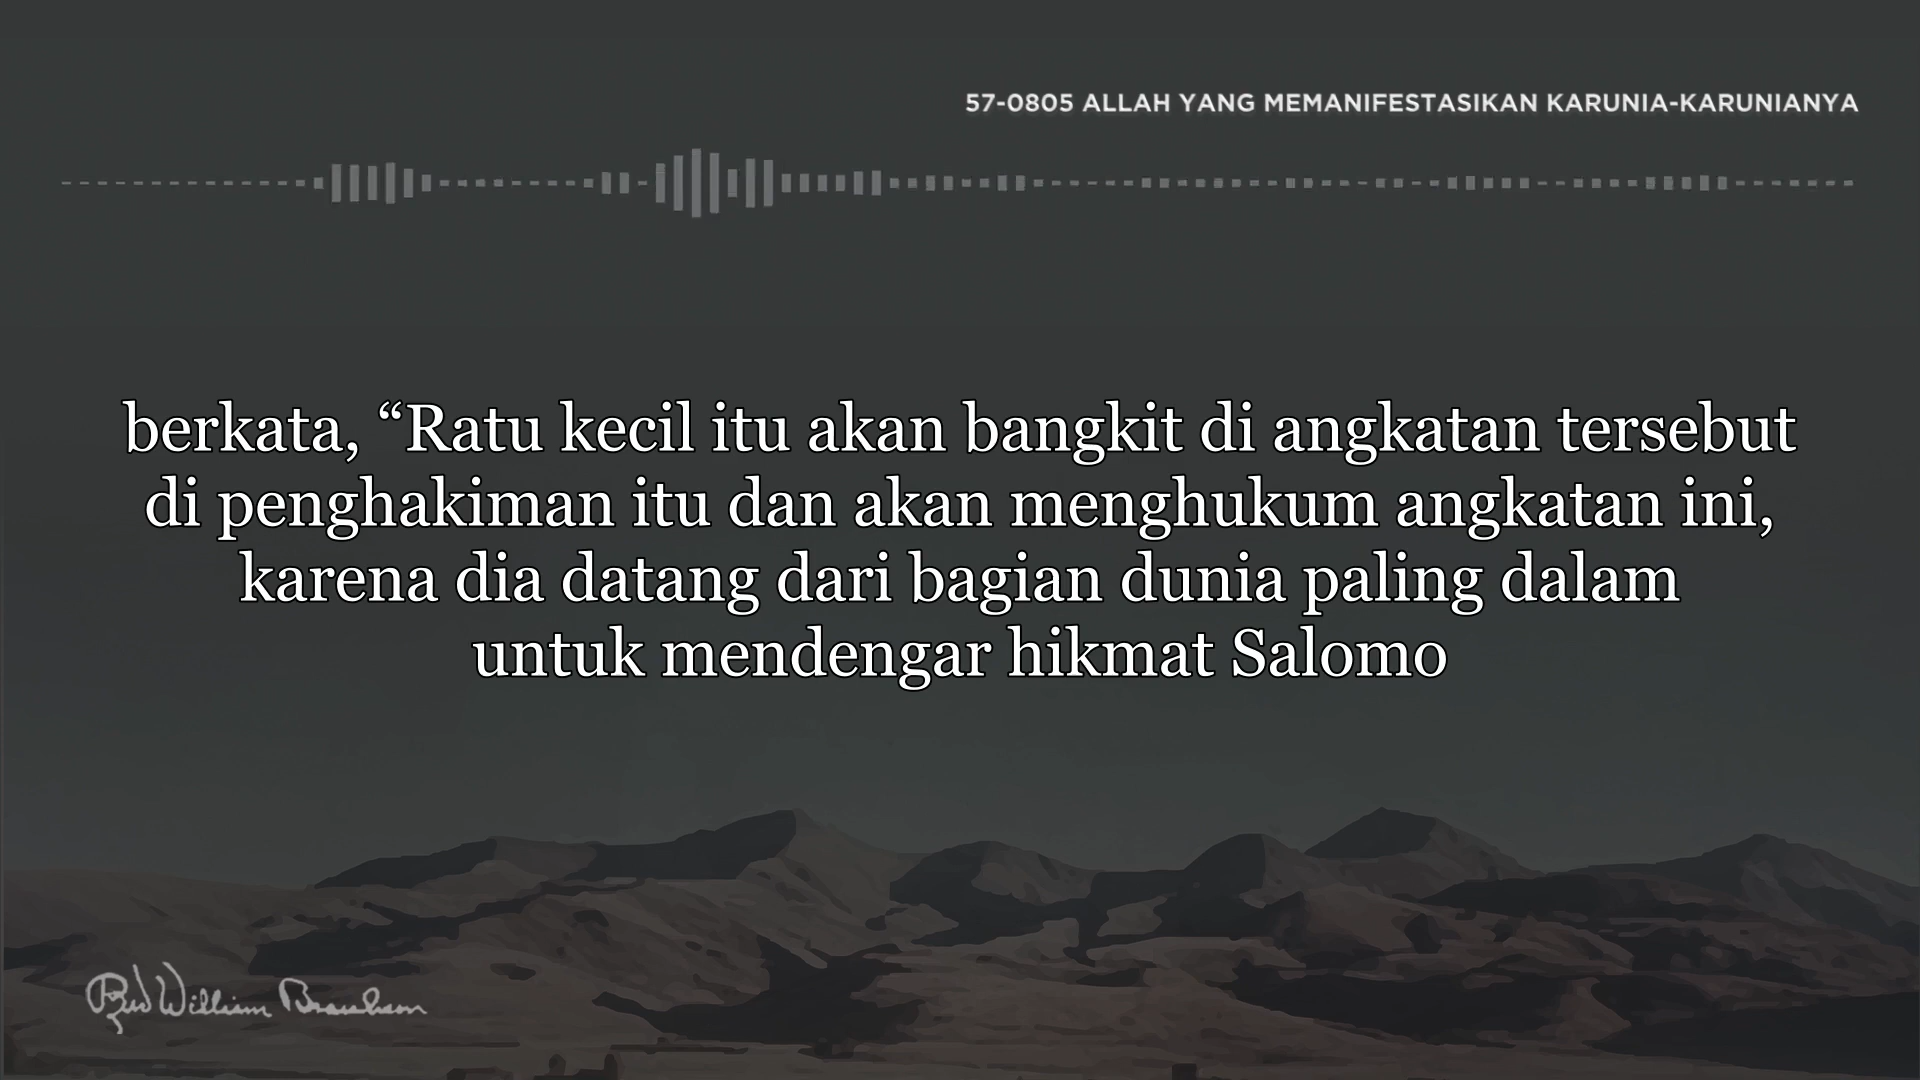 57-0805 ALLAH YANG MEMANIFESTASIKAN KARUNIA-KARUNIANYA
berkata, “Ratu kecil itu akan bangkit di angkatan tersebut
di penghakiman itu dan akan menghukum angkatan ini,
karena dia datang dari bagian dunia paling dalam
untuk mendengar hikmat Salomo
Rev William Branham